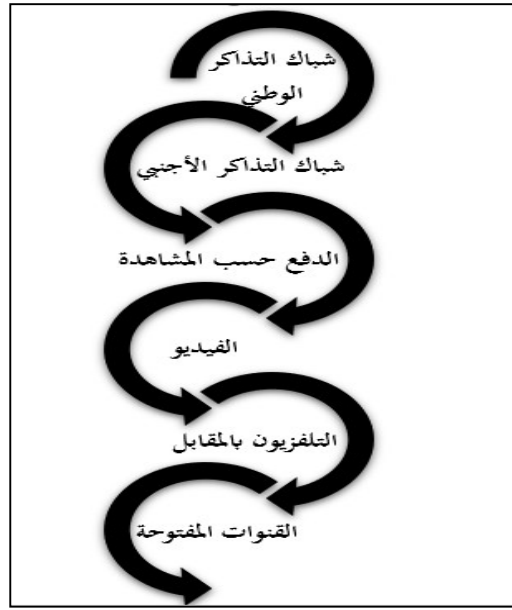 شباك التذاكر
الوطني
شباك التذاكر الأجنبي
الدفع حسب المشاهدة
الفيديو
التلفزيون بالمقابل
القنوات المفتوحة